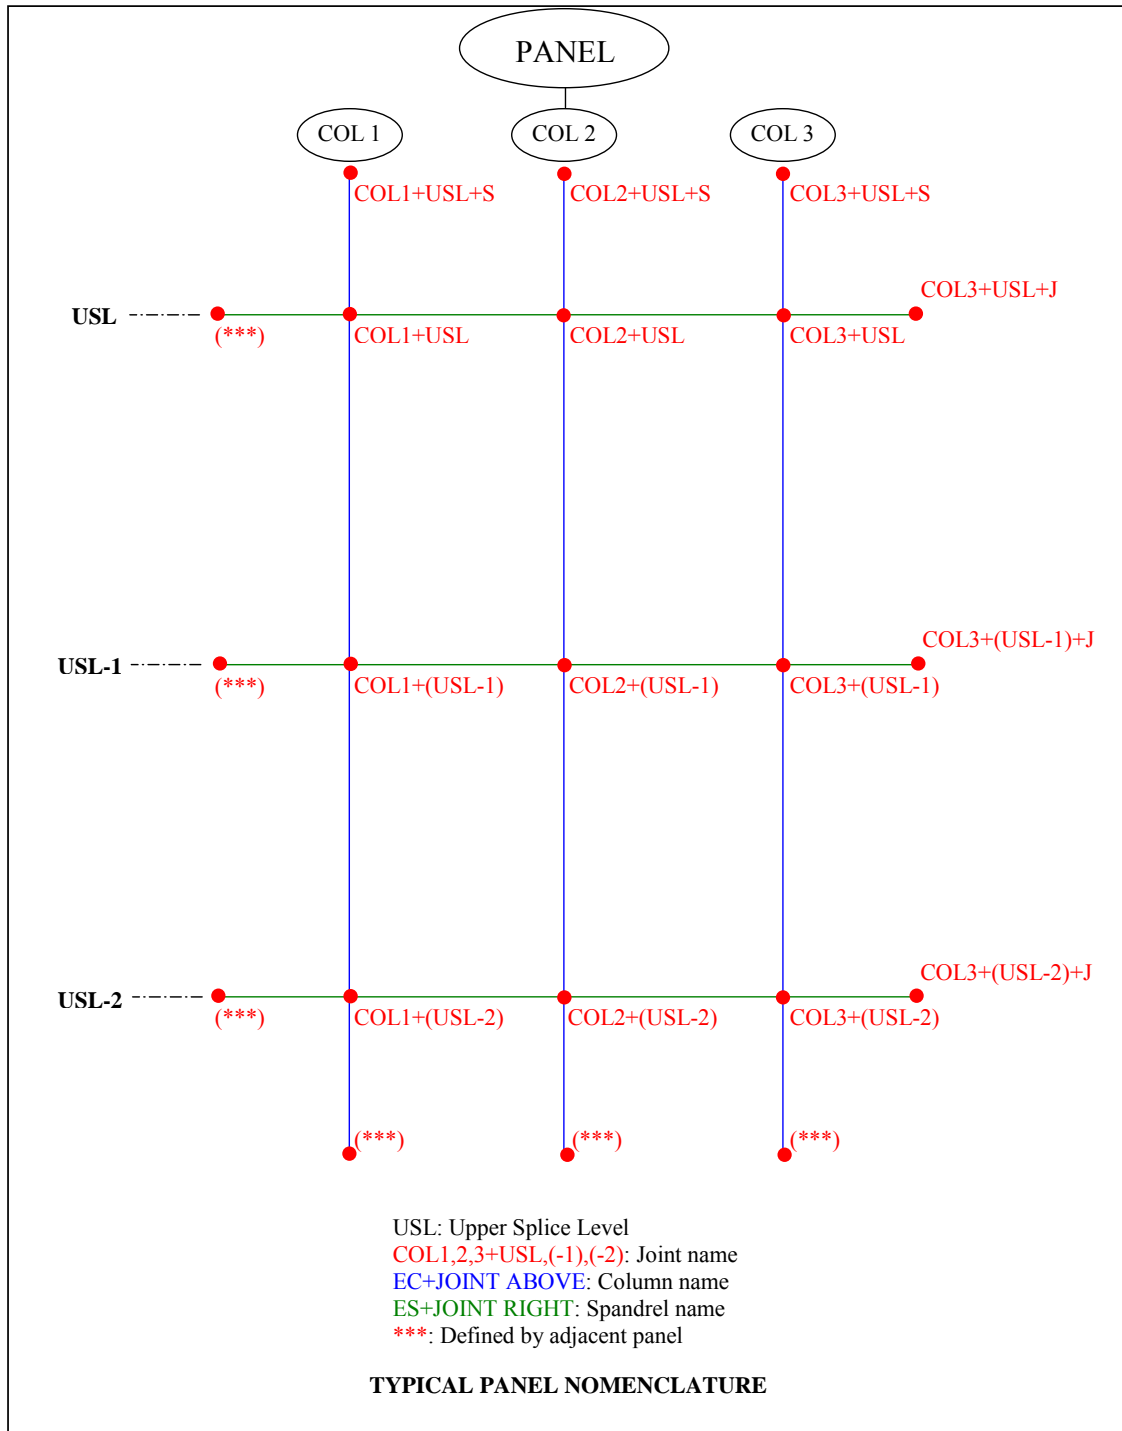 PANEL
COL 1
COL 2
COL 3
COL1+USL+S
COL2+USL+S
COL3+USL+S
COL3+USL+J
USL
(***)
COL1+USL
COL2+USL
COL3+USL
COL3+(USL-1)+J
USL-1
(***)
COL1+(USL-1)
COL2+(USL-1)
COL3+(USL-1)
COL3+(USL-2)+J
USL-2
(***)
COL1+(USL-2)
COL2+(USL-2)
COL3+(USL-2)
(***)
(***)
(***)
USL: Upper Splice Level
COL1,2,3+USL,(-1),(-2): Joint name
EC+JOINT ABOVE: Column name
ES+JOINT RIGHT: Spandrel name
***: Defined by adjacent panel
TYPICAL PANEL NOMENCLATURE